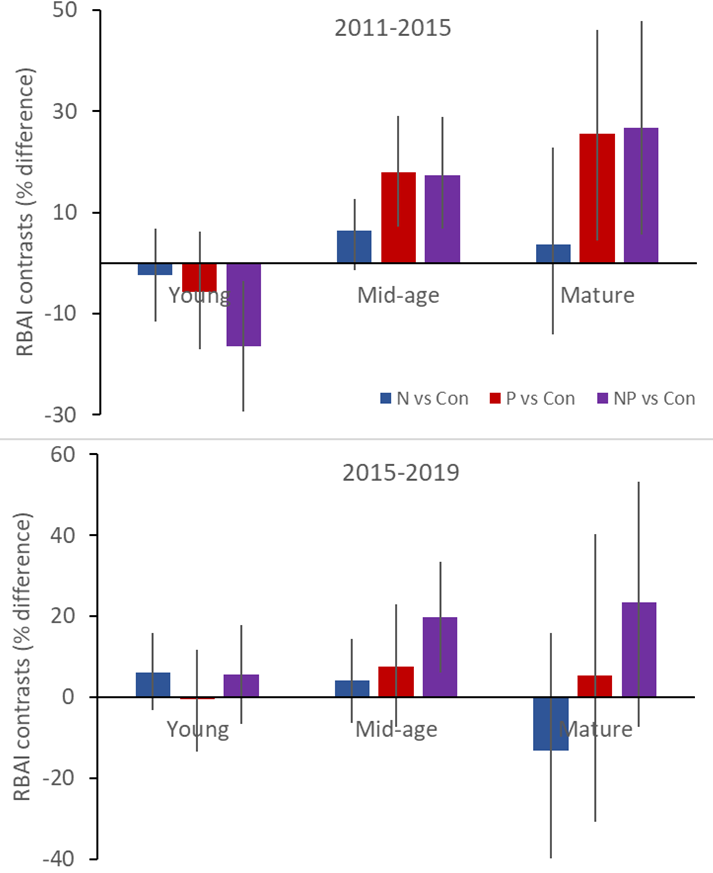 2011-2015
RBAI contrasts (% difference)
50
30
10
-10
-30
Young
Mid-age
Mature
N vs Con
P vs Con
NP vs Con
2015-2019
RBAI contrasts (% difference)
60
40
20
0
-20
-40
Young
Mid-age
Mature